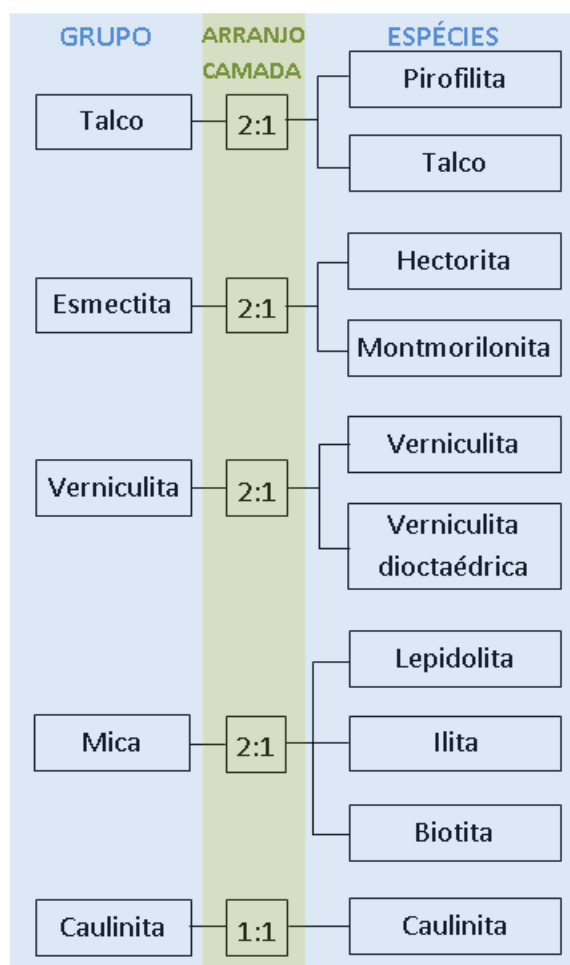 GRUPO ARRANJO CAMADA ESPÉCIES
Talco 2:1 Pirofilita
Talco
Esmectita 2:1 Hectorita
Montmorilonita
Verniculita 2:1 Verniculita
Verniculita
dioctaédrica
Mica 2:1 Lepidolita
Ilita
Biotita
Caulinita 1:1 Caulinita